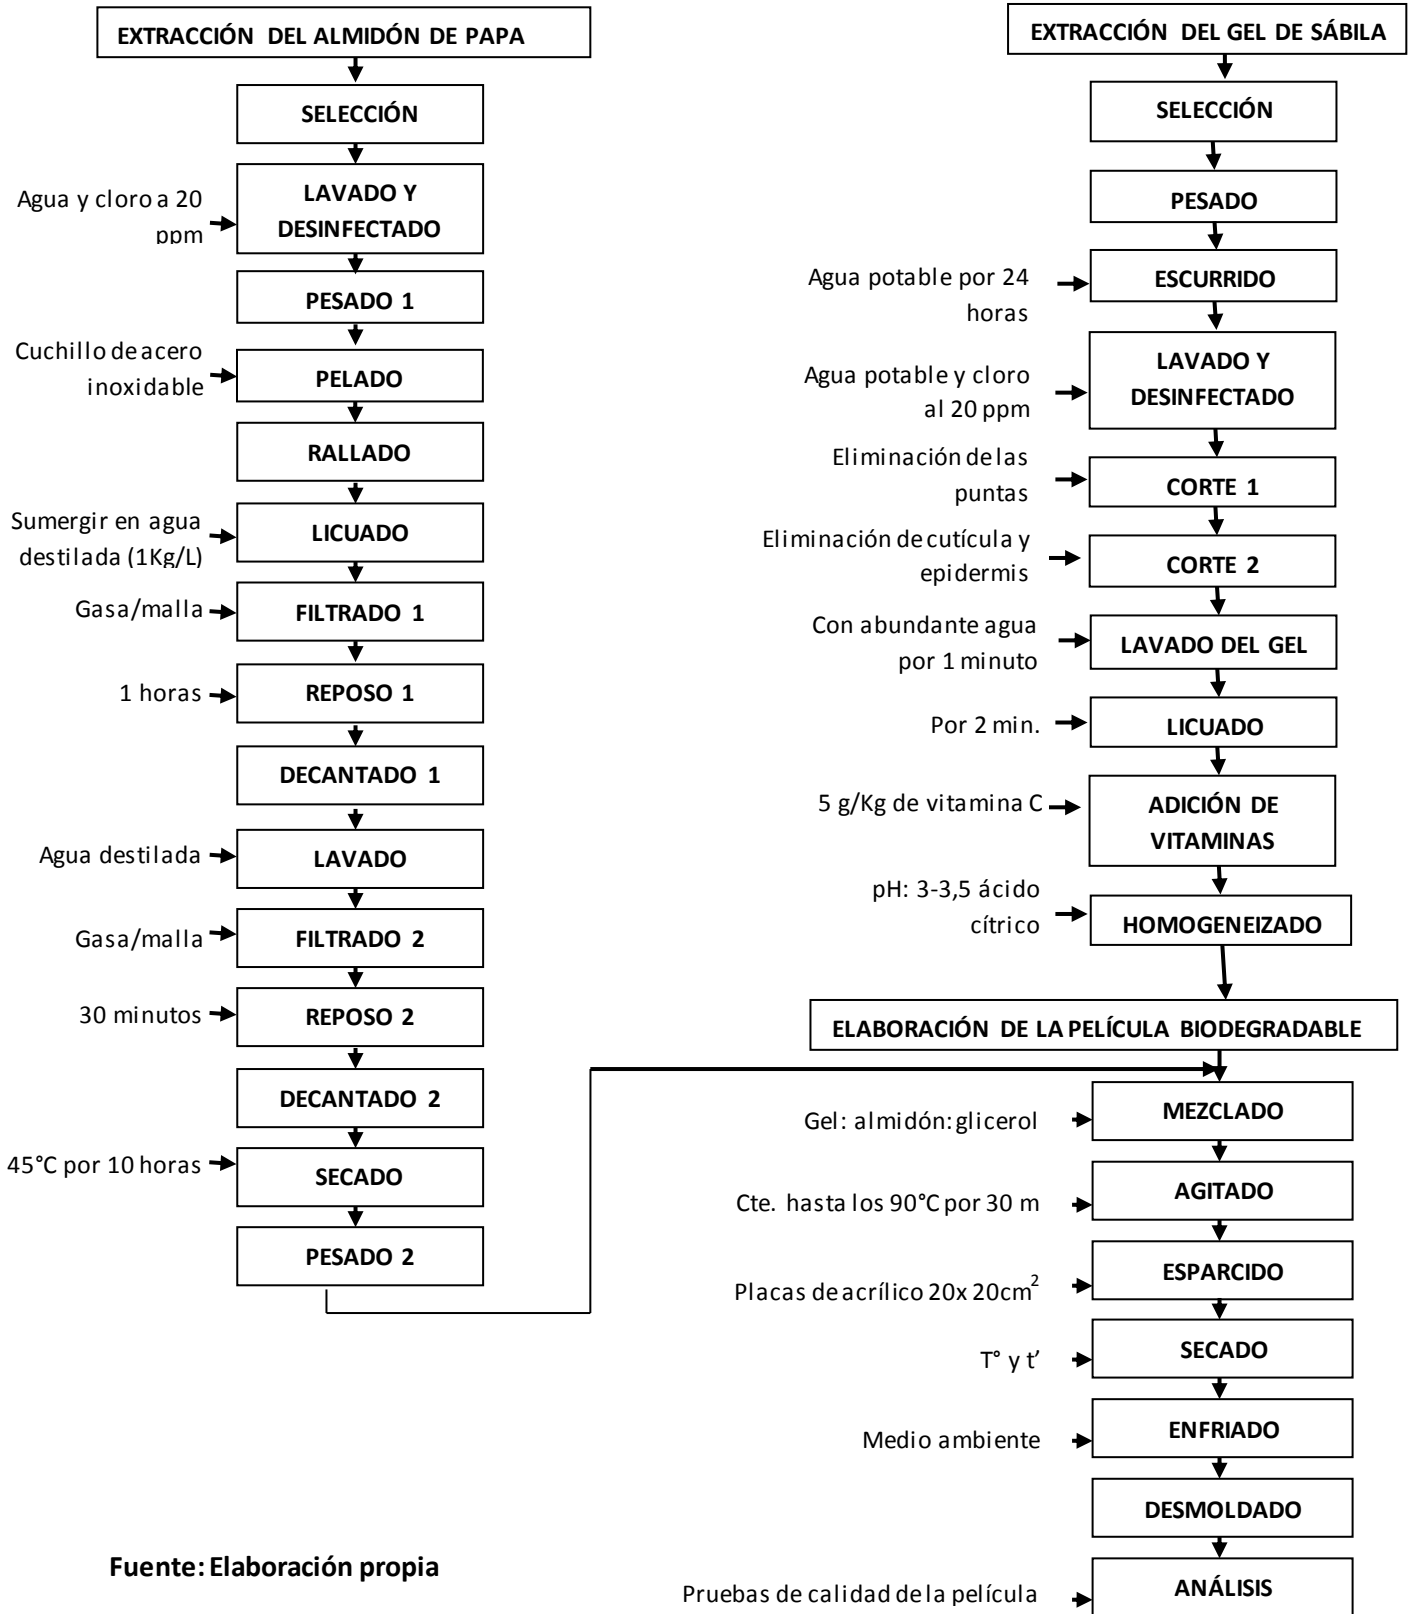 EXTRACCIÓN DEL ALMIDÓN DE PAPA
SELECCIÓN
Agua y cloro a 20
ppm
LAVADO Y
DESINFECTADO
PESADO 1
Cuchillo de acero
inoxidable
PELADO
RALLADO
Sumergir en agua
destilada (1Kg/L)
LICUADO
Gasa/malla
FILTRADO 1
1 horas
REPOSO 1
DECANTADO 1
Agua destilada
LAVADO
Gasa/malla
FILTRADO 2
30 minutos
REPOSO 2
DECANTADO 2
45°C por 10 horas
SECADO
PESADO 2
EXTRACCIÓN DEL GEL DE SÁBILA
SELECCIÓN
PESADO
Agua potable por 24
horas
ESCURRIDO
Agua potable y cloro
al 20 ppm
LAVADO Y
DESINFECTADO
Eliminación de las
puntas
CORTE 1
Eliminación de cutícula y
epidermis
CORTE 2
Con abundante agua
por 1 minuto
LAVADO DEL GEL
Por 2 min.
LICUADO
5 g/Kg de vitamina C
ADICIÓN DE
VITAMINAS
pH: 3-3,5 ácido
cítrico
HOMOGENEIZADO
ELABORACIÓN DE LA PELÍCULA BIODEGRADABLE
Gel: almidón: glicerol
MEZCLADO
Cte. hasta los 90°C por 30 m
AGITADO
Placas de acrílico 20x 20cm²
ESPARCIDO
T° y t’
SECADO
Medio ambiente
ENFRIADO
DESMOLDADO
Pruebas de calidad de la película
ANÁLISIS
Fuente: Elaboración propia